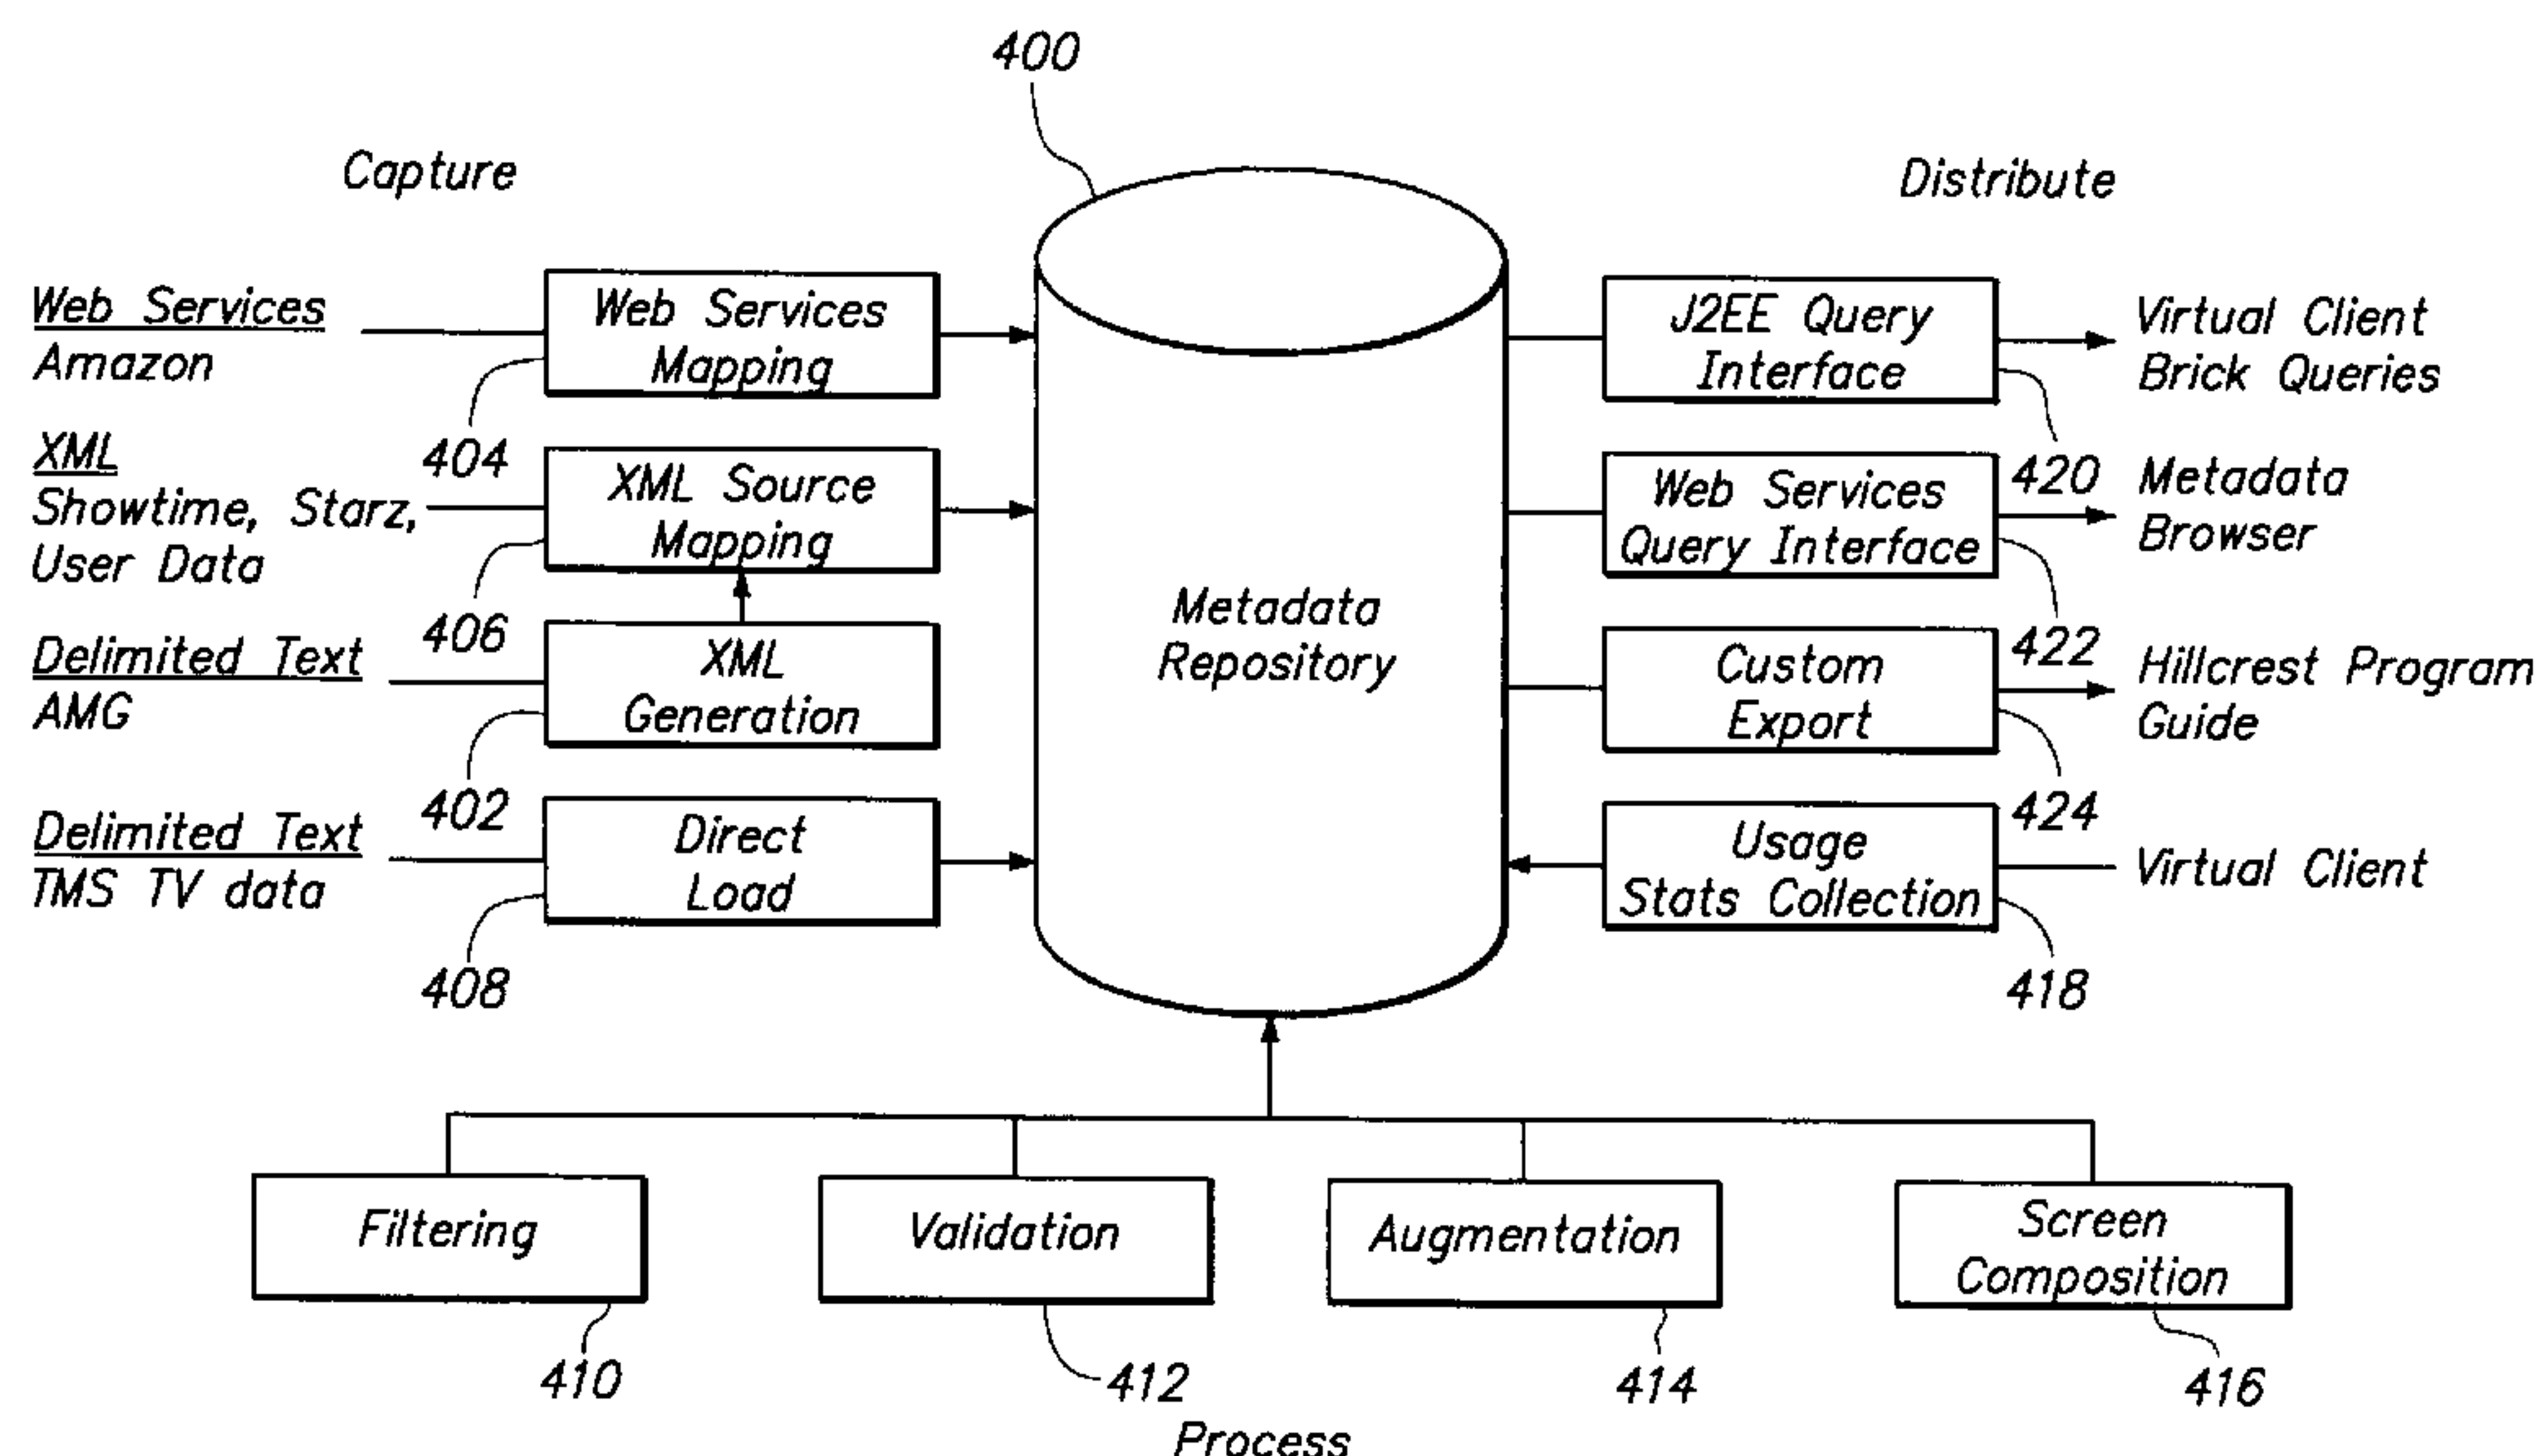 400
Capture
Distribute
Web Services
Amazon
Web Services
Mapping
404
XML
Showtime, Starz,
User Data
XML Source
Mapping
406
Delimited Text
AMG
XML
Generation
402
Delimited Text
TMS TV data
Direct
Load
408
Metadata
Repository
J2EE Query
Interface
Virtual Client
Brick Queries
420
Web Services
Query Interface
Metadata
Browser
422
Custom
Export
Hillcrest Program
Guide
424
Usage
Stats Collection
Virtual Client
418
Filtering
Validation
Augmentation
Screen
Composition
410
412
414
416
Process